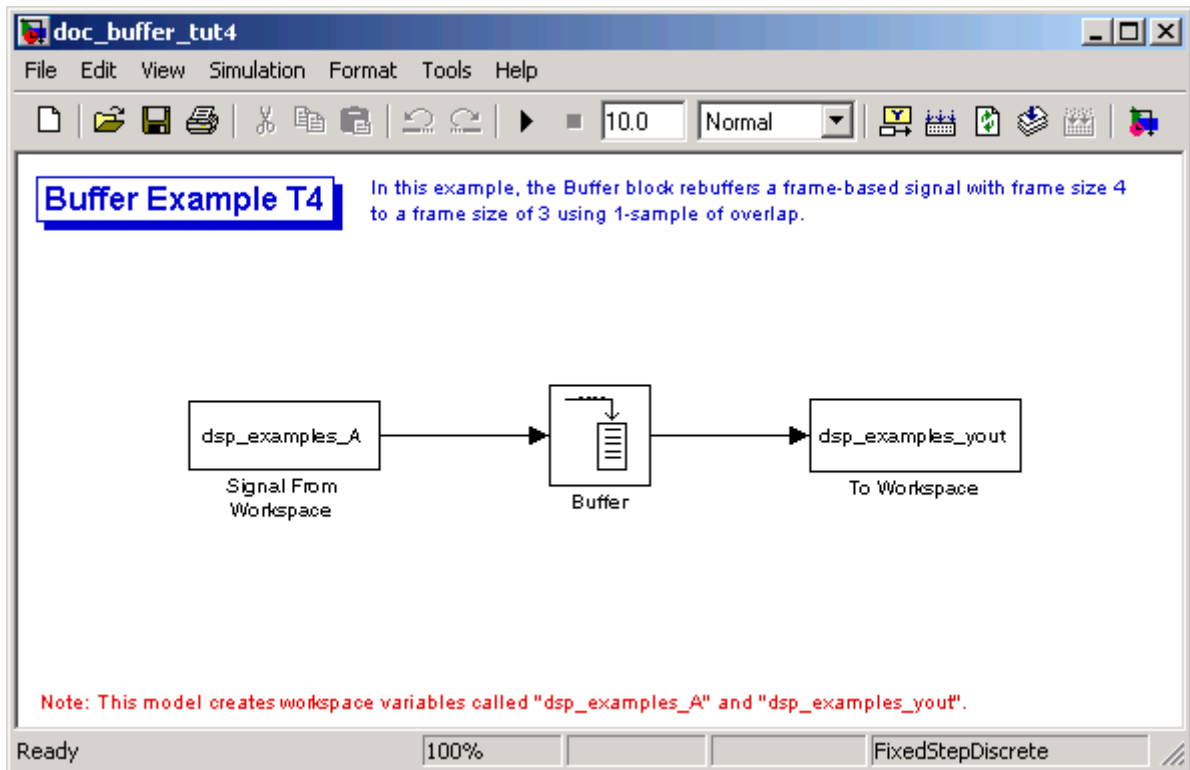 doc_buffer_tut4
File Edit View Simulation Format Tools Help
10.0 Normal
Buffer Example T4
In this example, the Buffer block rebuffers a frame-based signal with frame size 4
to a frame size of 3 using 1-sample of overlap.
dsp_examples_A
Signal From
Workspace
Buffer
dsp_examples_yout
To Workspace
Note: This model creates workspace variables called "dsp_examples_A" and "dsp_examples_yout".
Ready 100% FixedStepDiscrete